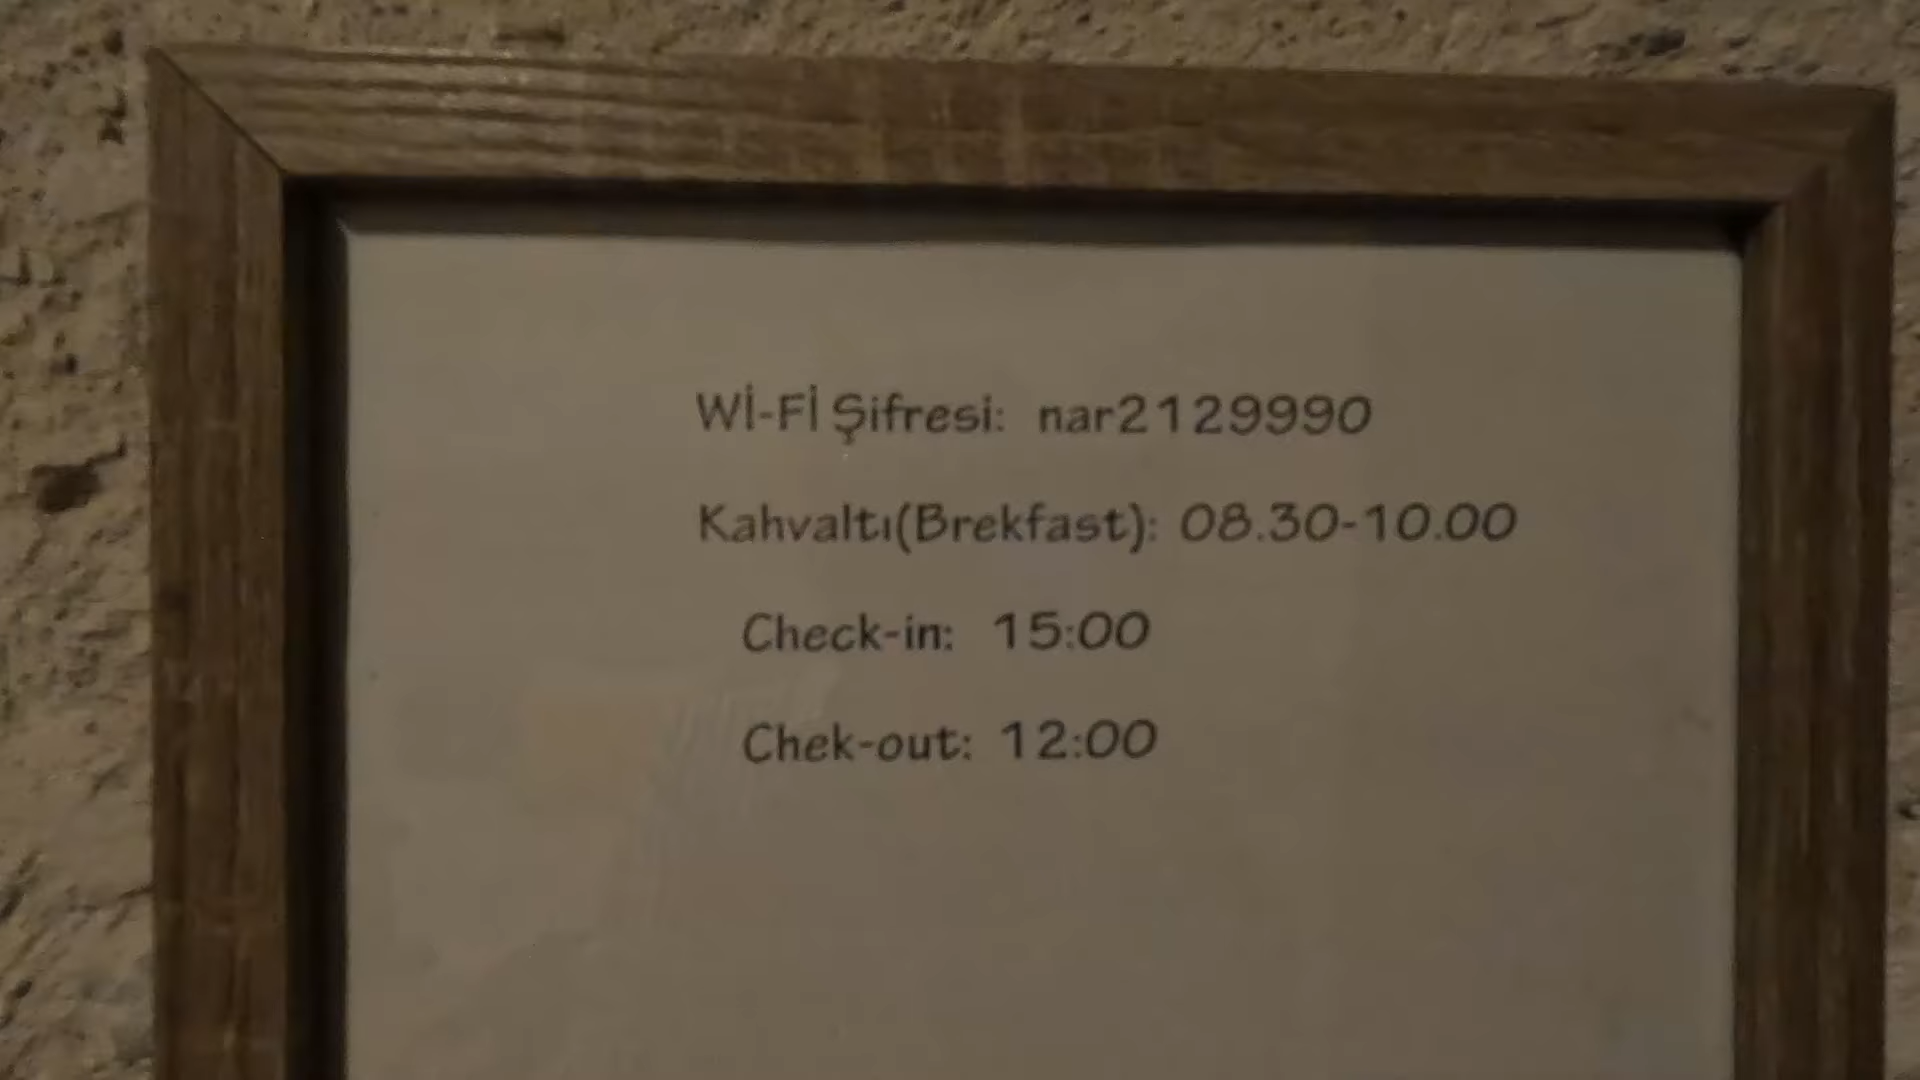 Wİ-Fİ Şifresi: nar2129990
Kahvaltı(Brekfast): 08.30-10.00
Check-in: 15:00
Chek-out: 12:00